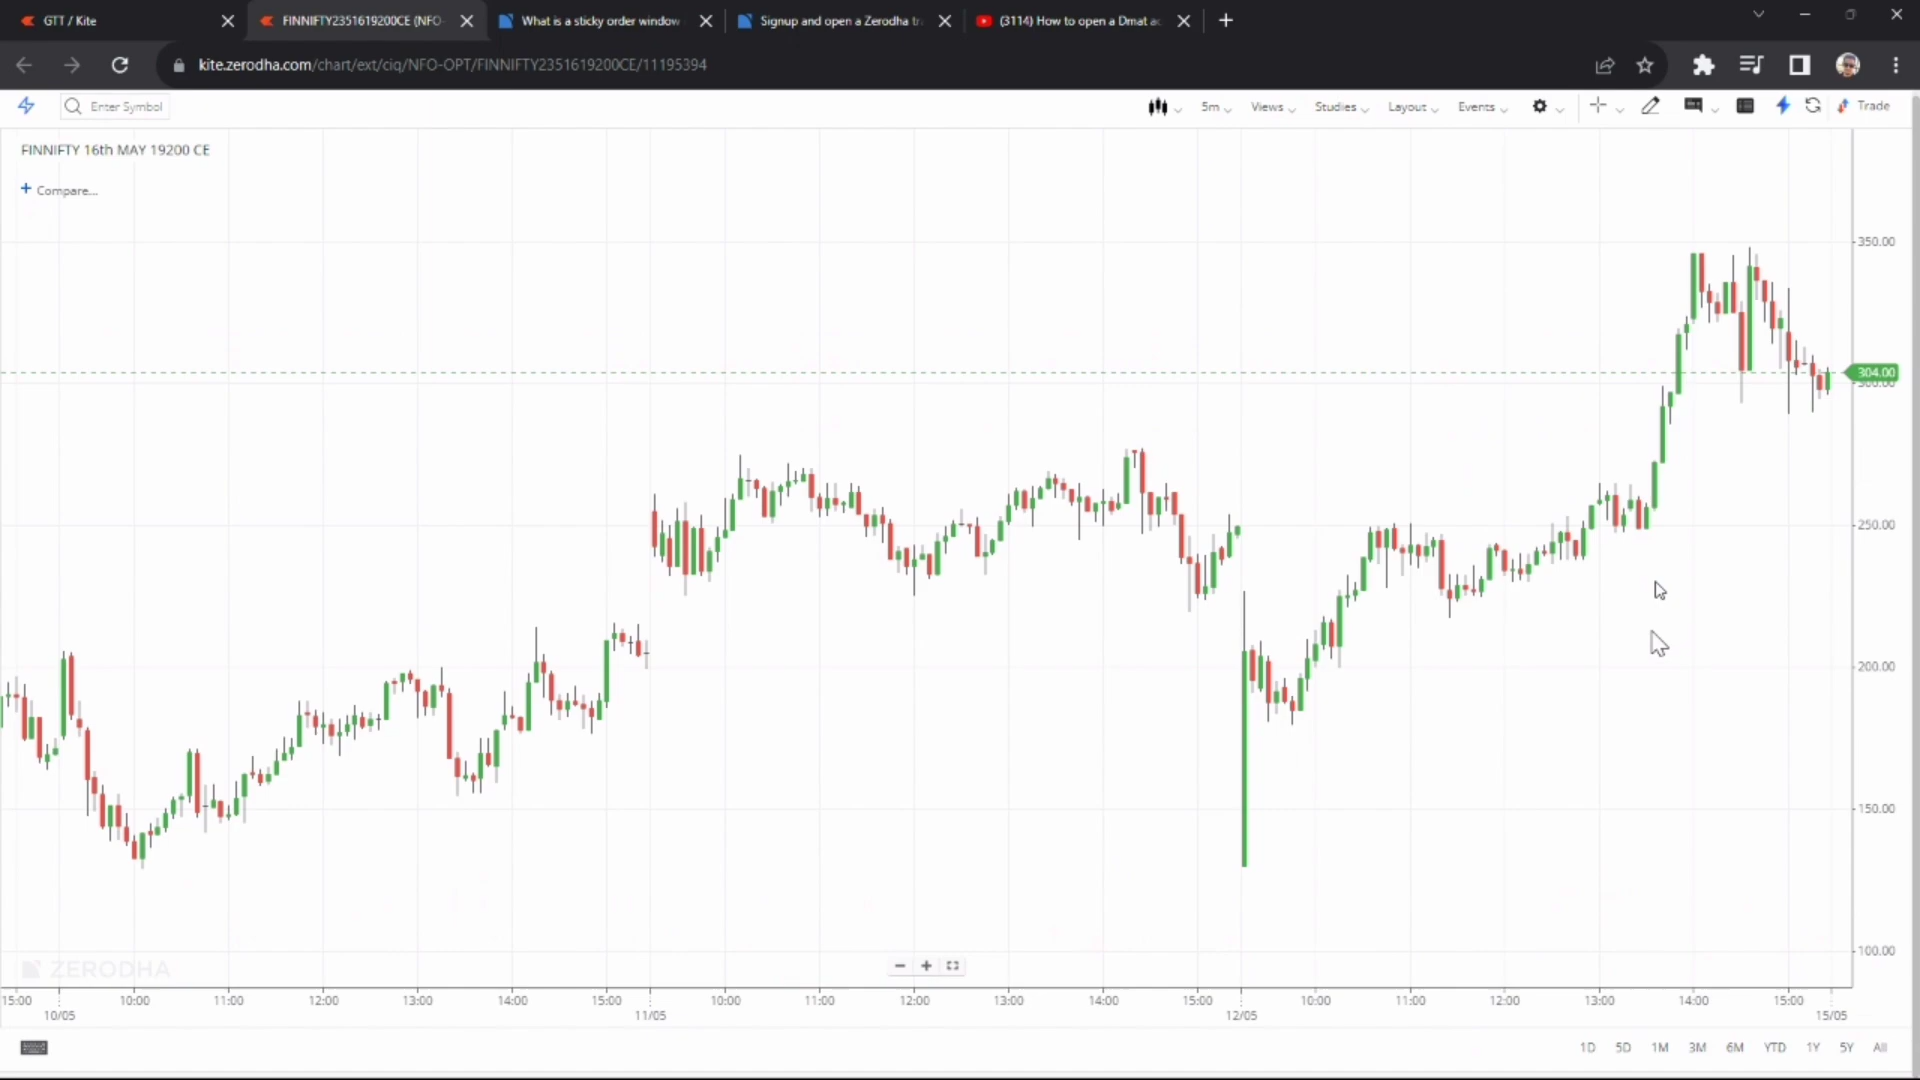 GTT / Kite
FINNIFTY2351619200CE (NFO
What is a sticky order window
Signup and open a Zerodha tr
(3114) How to open a Dmat ac
kite.zerodha.com/chart/ext/ciq/NFO-OPT/FINNIFTY2351619200CE/11195394
Enter Symbol
5m
Views
Studies
Layout
Events
Trade
FINNIFTY 16th MAY 19200 CE
+ Compare...
350.00
304.00
300.00
250.00
200.00
150.00
100.00
ZERODHA
15:00 10:00 11:00 12:00 13:00 14:00 15:00 10:00 11:00 12:00 13:00 14:00 15:00 10:00 11:00 12:00 13:00 14:00 15:00
10/05 11/05 12/05 15/05
1D 5D 1M 3M 6M YTD 1Y 5Y All